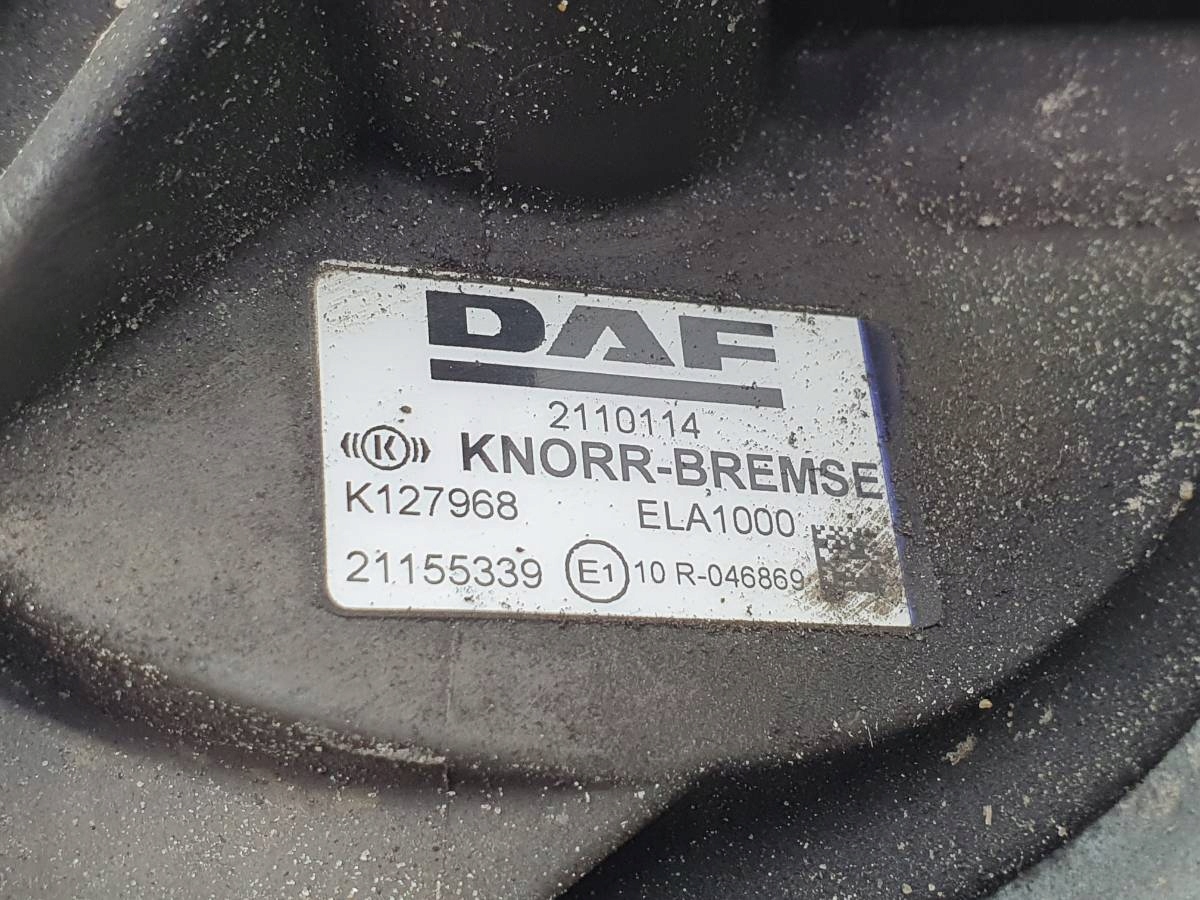 DAF
2110114
K KNORR-BREMSE
K127968 ELA1000
21155339 E1 10 R-046869